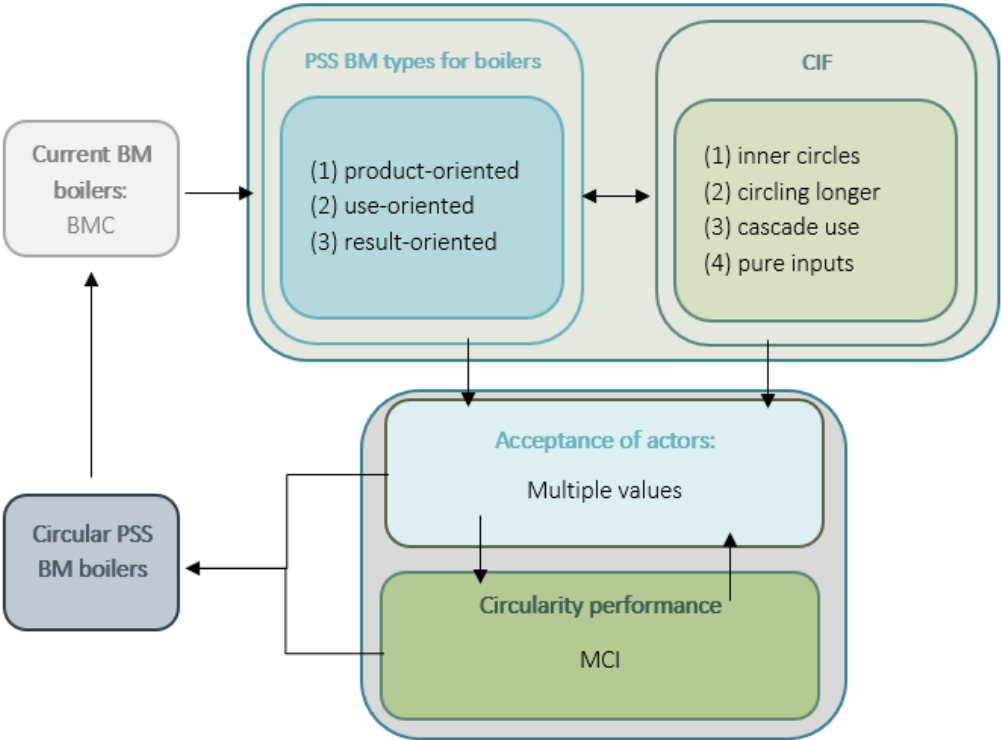 Current BM
boilers:
BMC
PSS BM types for boilers
(1) product-oriented
(2) use-oriented
(3) result-oriented
CIF
(1) inner circles
(2) circling longer
(3) cascade use
(4) pure inputs
Acceptance of actors:
Multiple values
Circular PSS
BM boilers
Circularity performance
MCI